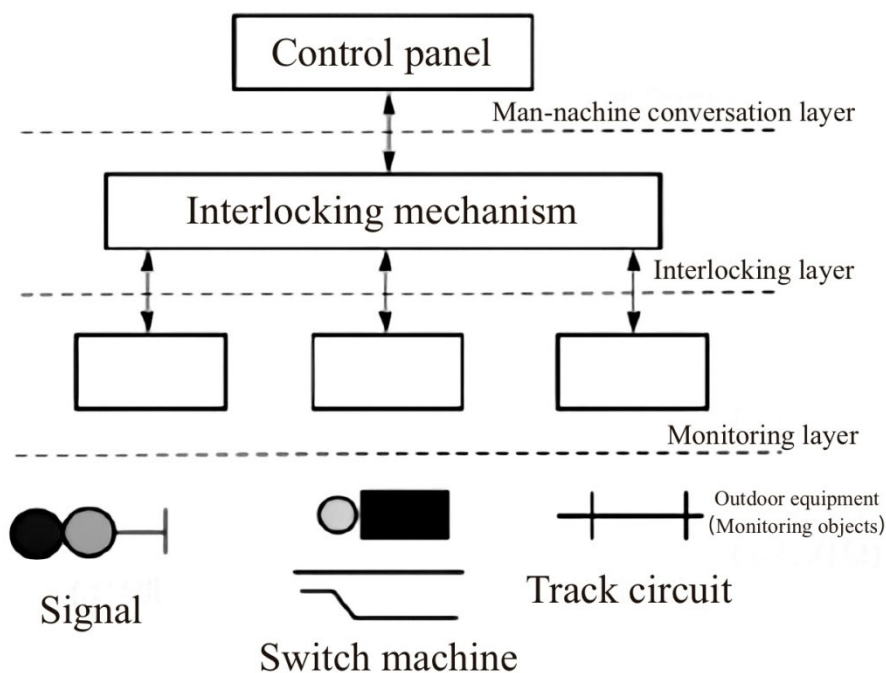 Control panel
Man-nachine conversation layer
Interlocking mechanism
Interlocking layer
Monitoring layer
Outdoor equipment
(Monitoring objects)
Signal
Track circuit
Switch machine